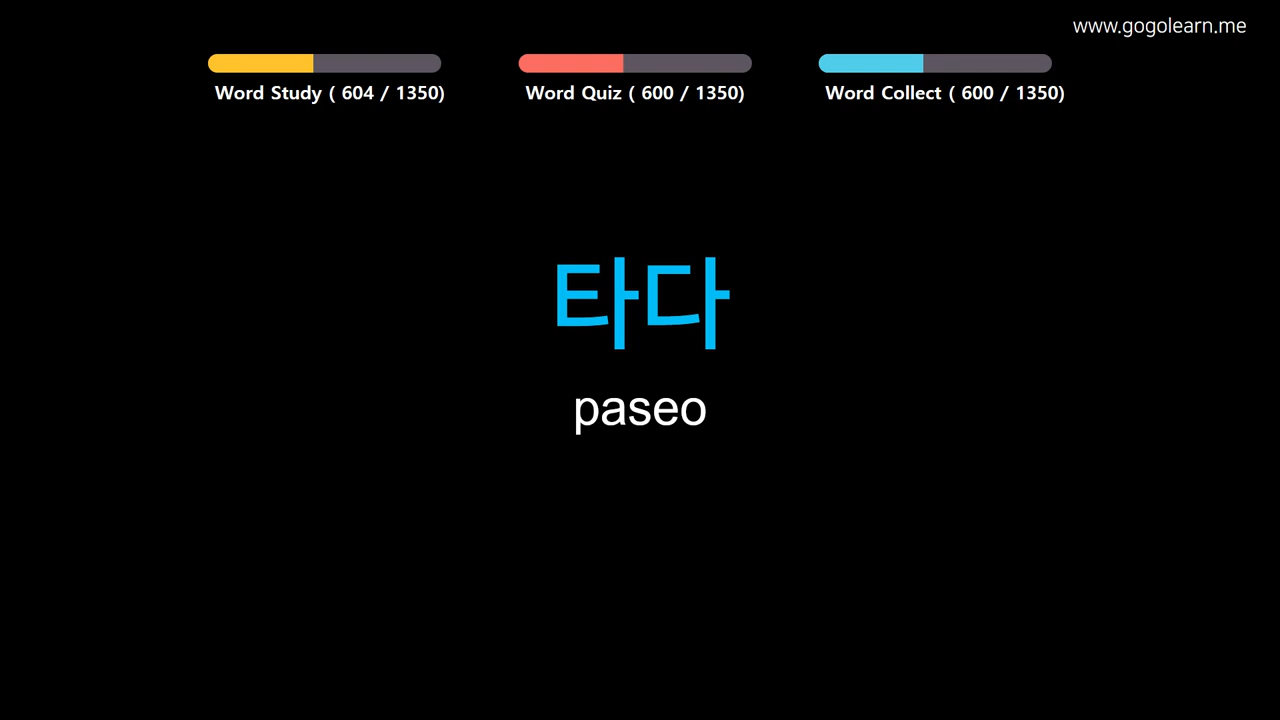 www.gogolearn.me
Word Study ( 604 / 1350)
Word Quiz ( 600 / 1350)
Word Collect ( 600 / 1350)
타다
paseo